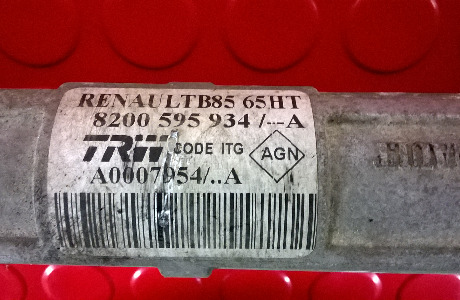 RENAULTB85 65HT
8200 595 934 /---A
TRW CODE ITG AGN
A0007954/..A